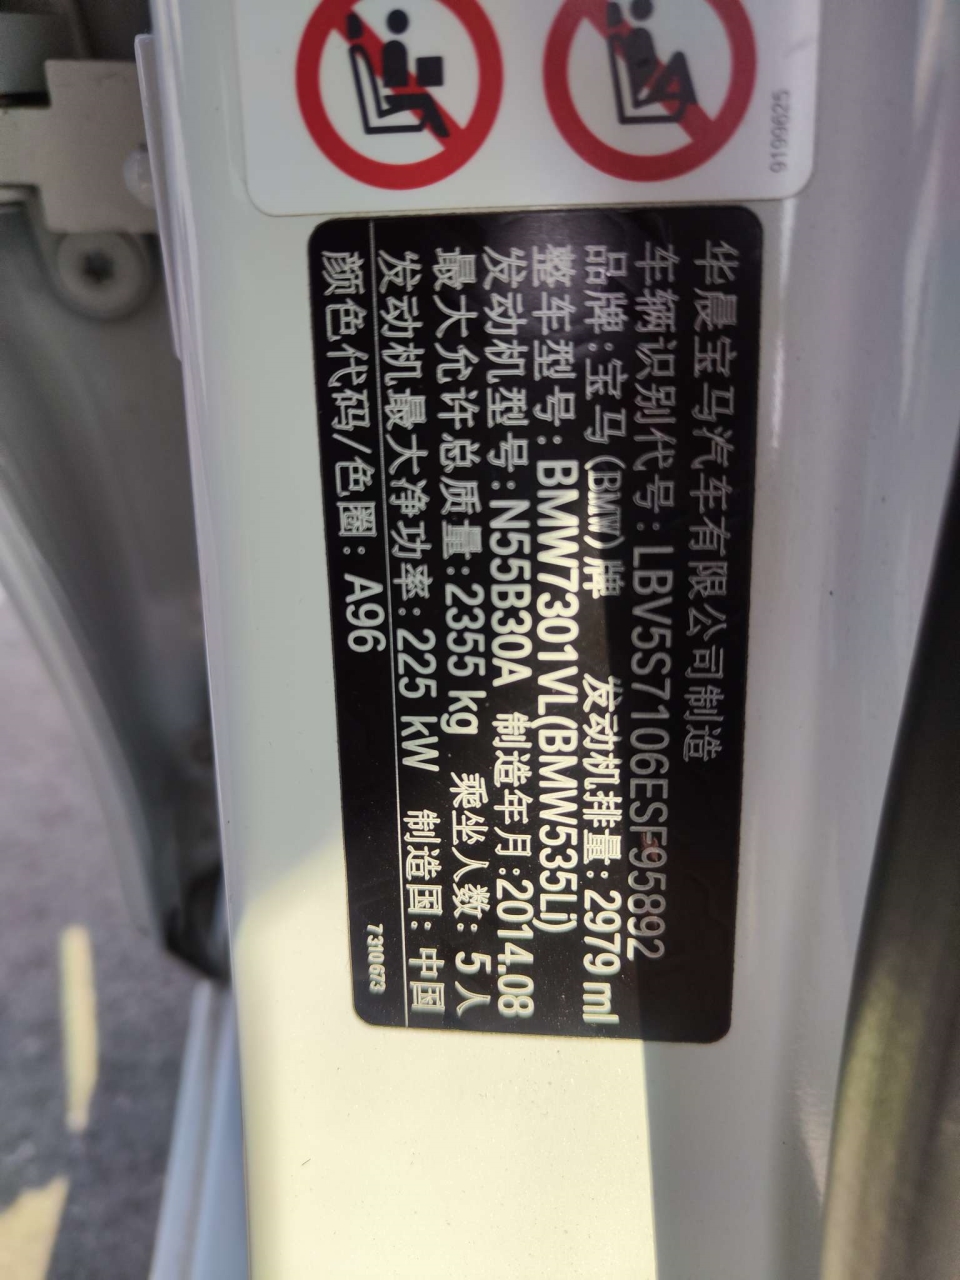 9199625
华晨宝马汽车有限公司制造
车辆识别代号:LBV5S7106ESF95892
品牌:宝马(BMW)牌 发动机排量:2979 ml
整车型号:BMW7301VL(BMW535Li)
发动机型号:N55B30A 制造年月:2014.08
最大允许总质量:2355 kg 乘坐人数:5人
发动机最大净功率:225 kW 制造国:中国
颜色代码/色圈:A96 7310673